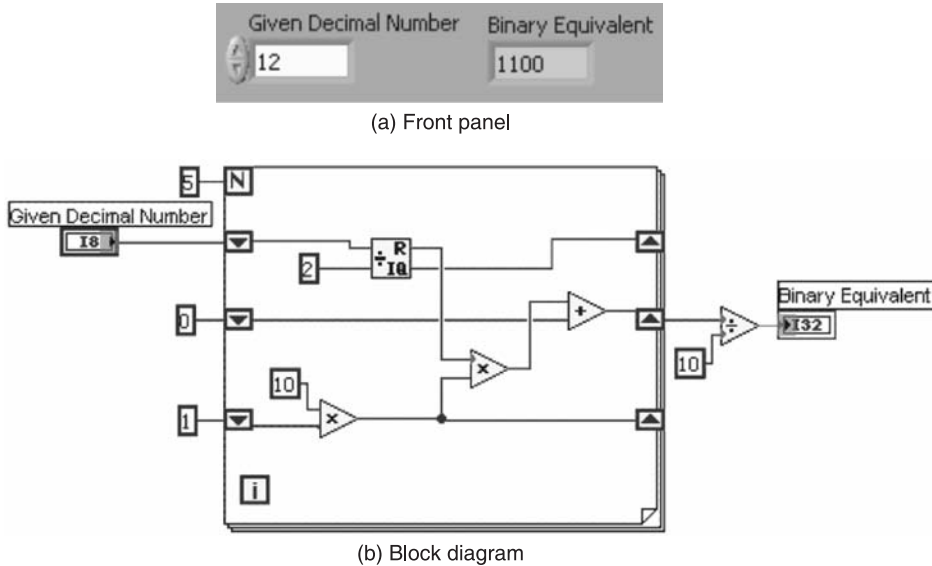 Given Decimal Number Binary Equivalent
12 1100
(a) Front panel
5 N
Given Decimal Number
I8
R
÷
2 IQ
Binary Equivalent
0 + ÷ I32
10
×
10
1 ×
i
(b) Block diagram